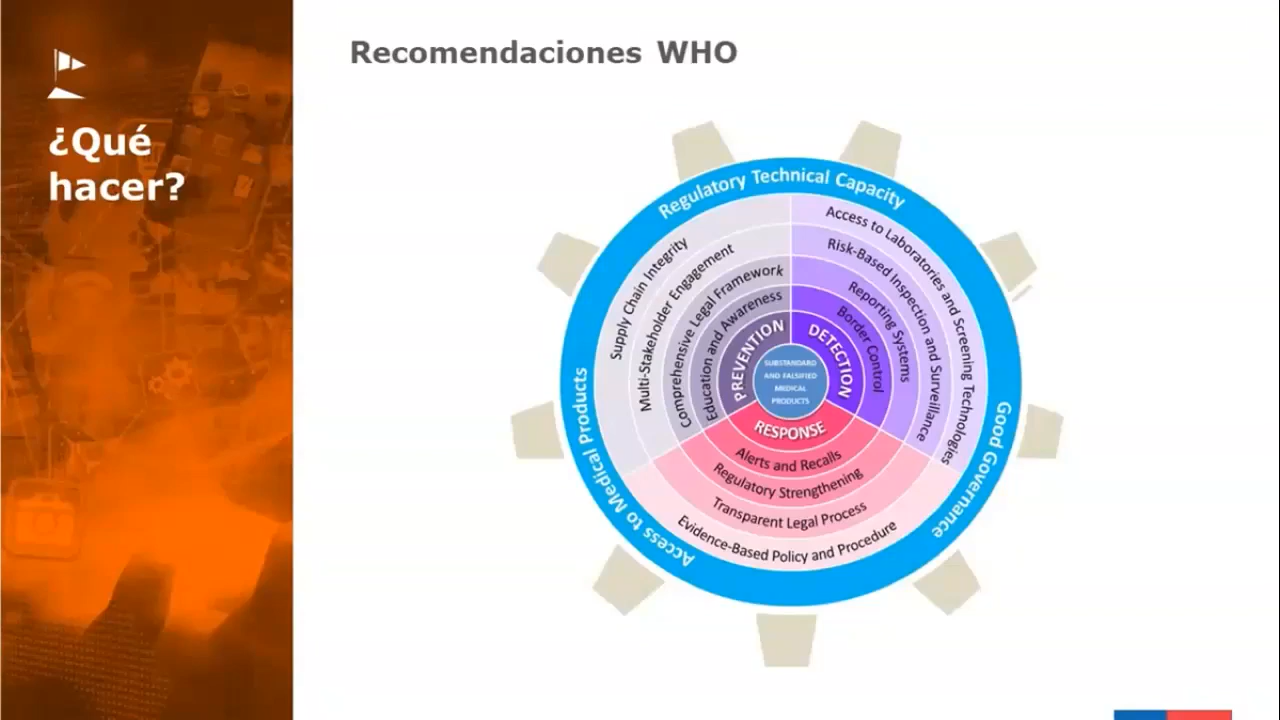 ¿Qué
hacer?
Recomendaciones WHO
Regulatory Technical Capacity
Good Governance
Access to Medical Products
Supply Chain Integrity
Multi-Stakeholder Engagement
Comprehensive Legal Framework
Education and Awareness
PREVENTION
Access to Laboratories and Screening Technologies
Risk-Based Inspection and Surveillance
Reporting Systems
Border Control
DETECTION
SUBSTANDARD
AND FALSIFIED
MEDICAL
PRODUCTS
RESPONSE
Alerts and Recalls
Regulatory Strengthening
Transparent Legal Process
Evidence-Based Policy and Procedure